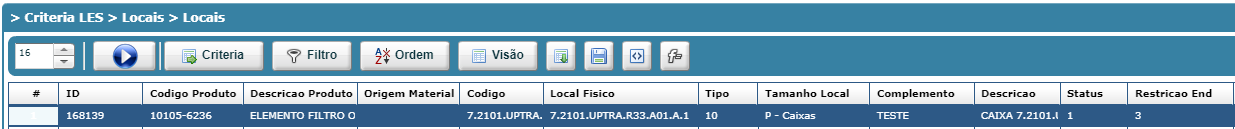 > Criteria LES > Locais > Locais
16 Criteria Filtro Ordem Visão
# ID Codigo Produto Descricao Produto Origem Material Codigo Local Fisico Tipo Tamanho Local Complemento Descricao Status Restricao End
168139 10105-6236 ELEMENTO FILTRO O 7.2101.UPTRA. 7.2101.UPTRA.R33.A01.A.1 10 P - Caixas TESTE CAIXA 7.2101.U 1 3